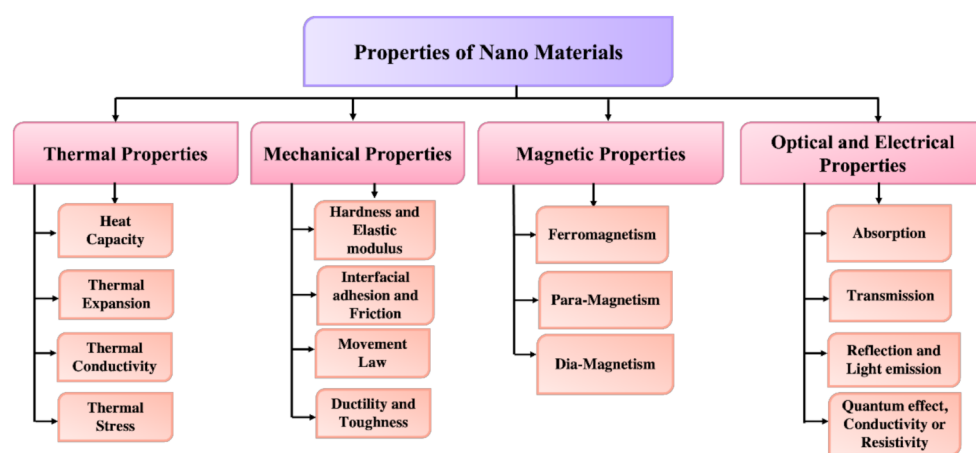 Properties of Nano Materials
Thermal Properties
Heat
Capacity
Thermal
Expansion
Thermal
Conductivity
Thermal
Stress
Mechanical Properties
Hardness and
Elastic
modulus
Interfacial
adhesion and
Friction
Movement
Law
Ductility and
Toughness
Magnetic Properties
Ferromagnetism
Para-Magnetism
Dia-Magnetism
Optical and Electrical
Properties
Absorption
Transmission
Reflection and
Light emission
Quantum effect,
Conductivity or
Resistivity